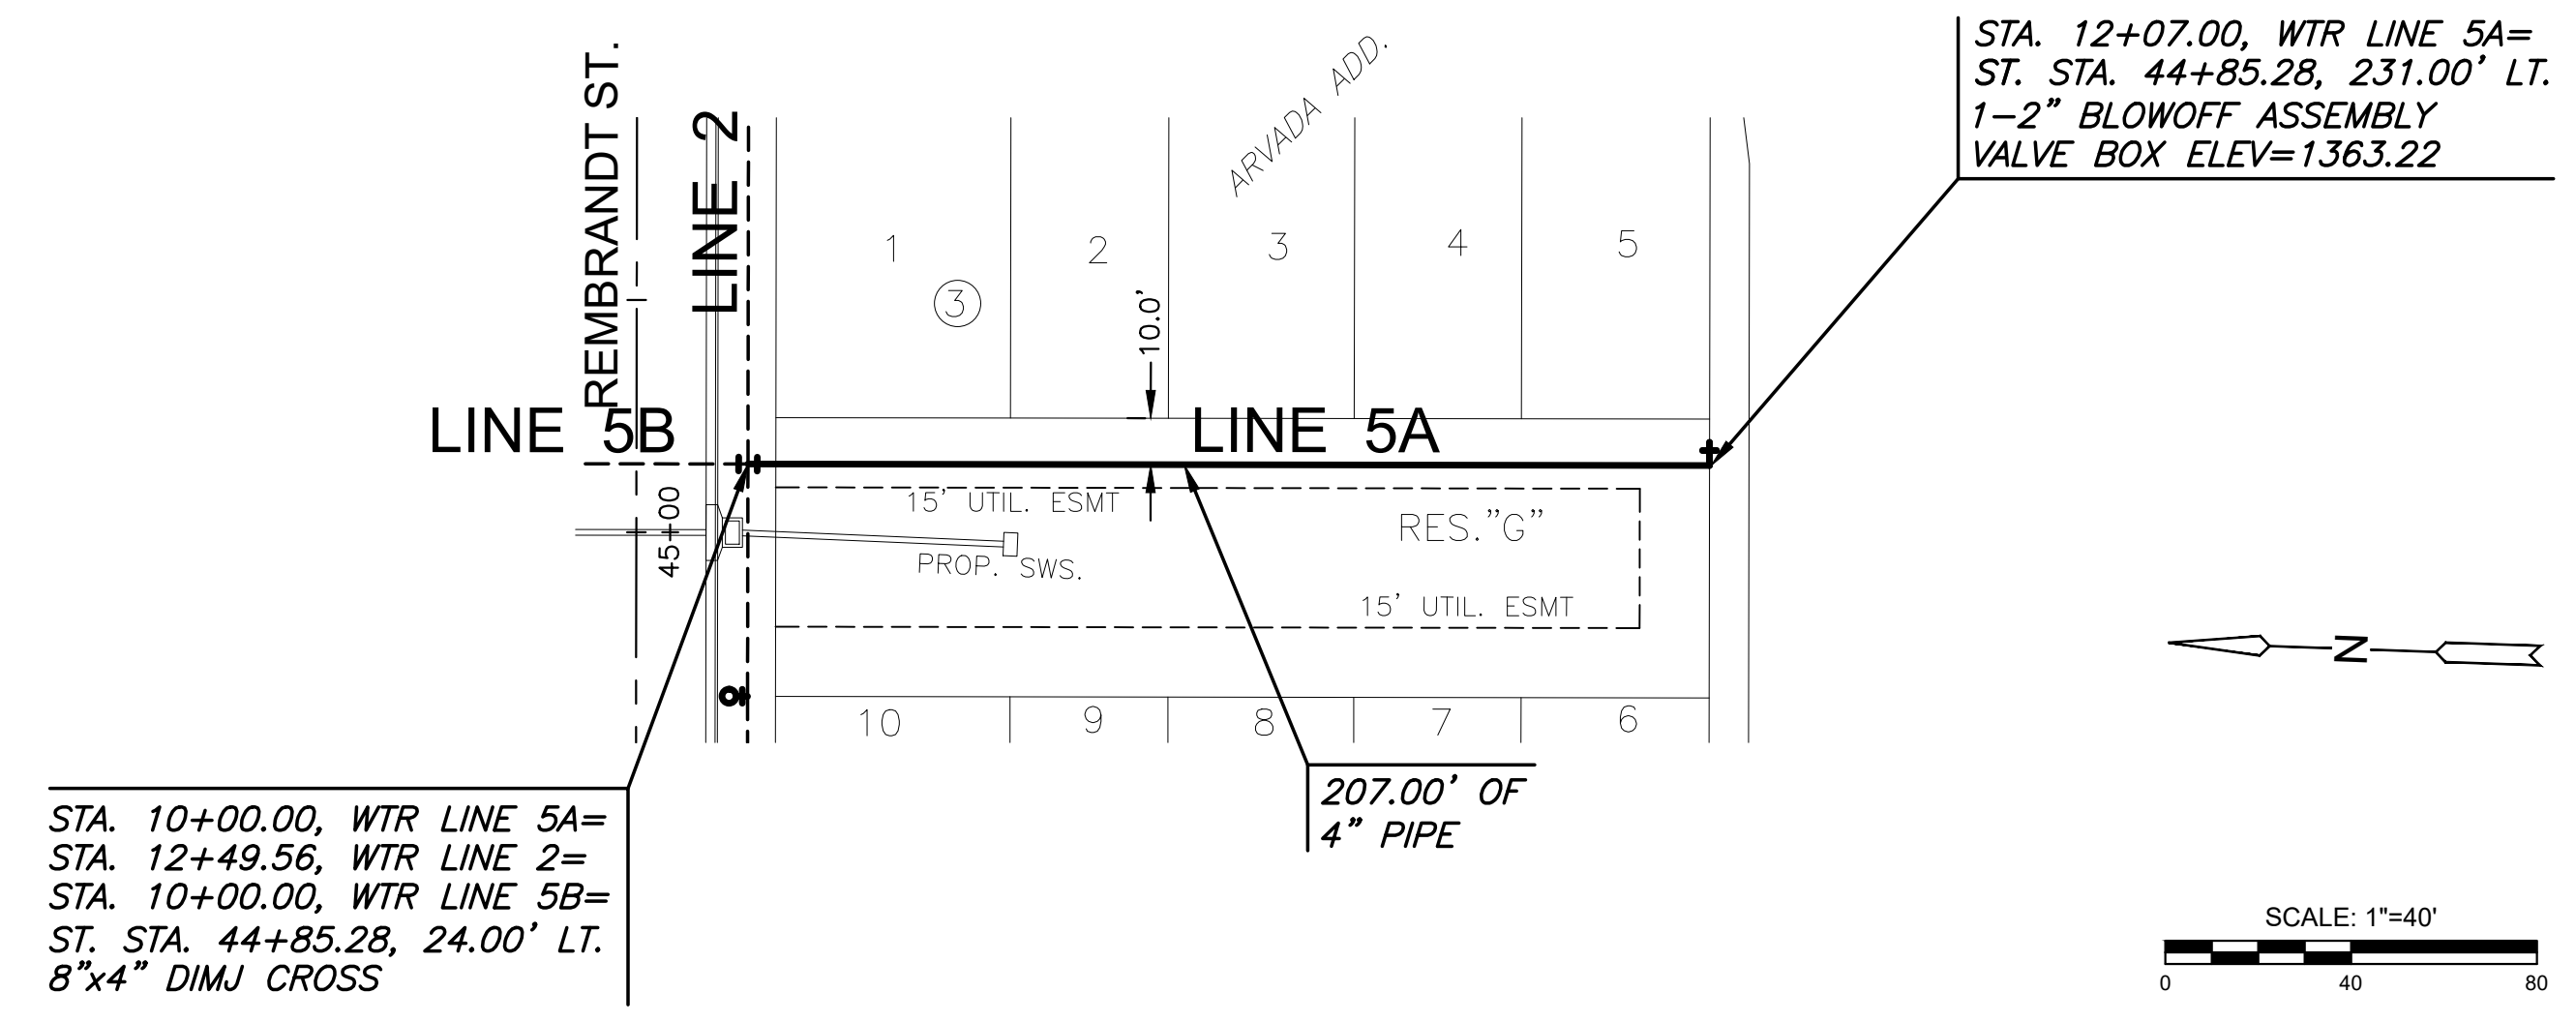 STA. 12+07.00, WTR LINE 5A=
ST. STA. 44+85.28, 231.00' LT.
1-2" BLOWOFF ASSEMBLY
VALVE BOX ELEV=1363.22
REMBRANDT ST.
LINE 2
ARVADA ADD.
1
2
3
4
5
3
10.0'
LINE 5B
LINE 5A
15' UTIL. ESMT
45+00
RES."G"
PROP. SWS.
15' UTIL. ESMT
N
10
9
8
7
6
207.00' OF
4" PIPE
STA. 10+00.00, WTR LINE 5A=
STA. 12+49.56, WTR LINE 2=
STA. 10+00.00, WTR LINE 5B=
ST. STA. 44+85.28, 24.00' LT.
8"x4" DIMJ CROSS
SCALE: 1"=40'
0 40 80